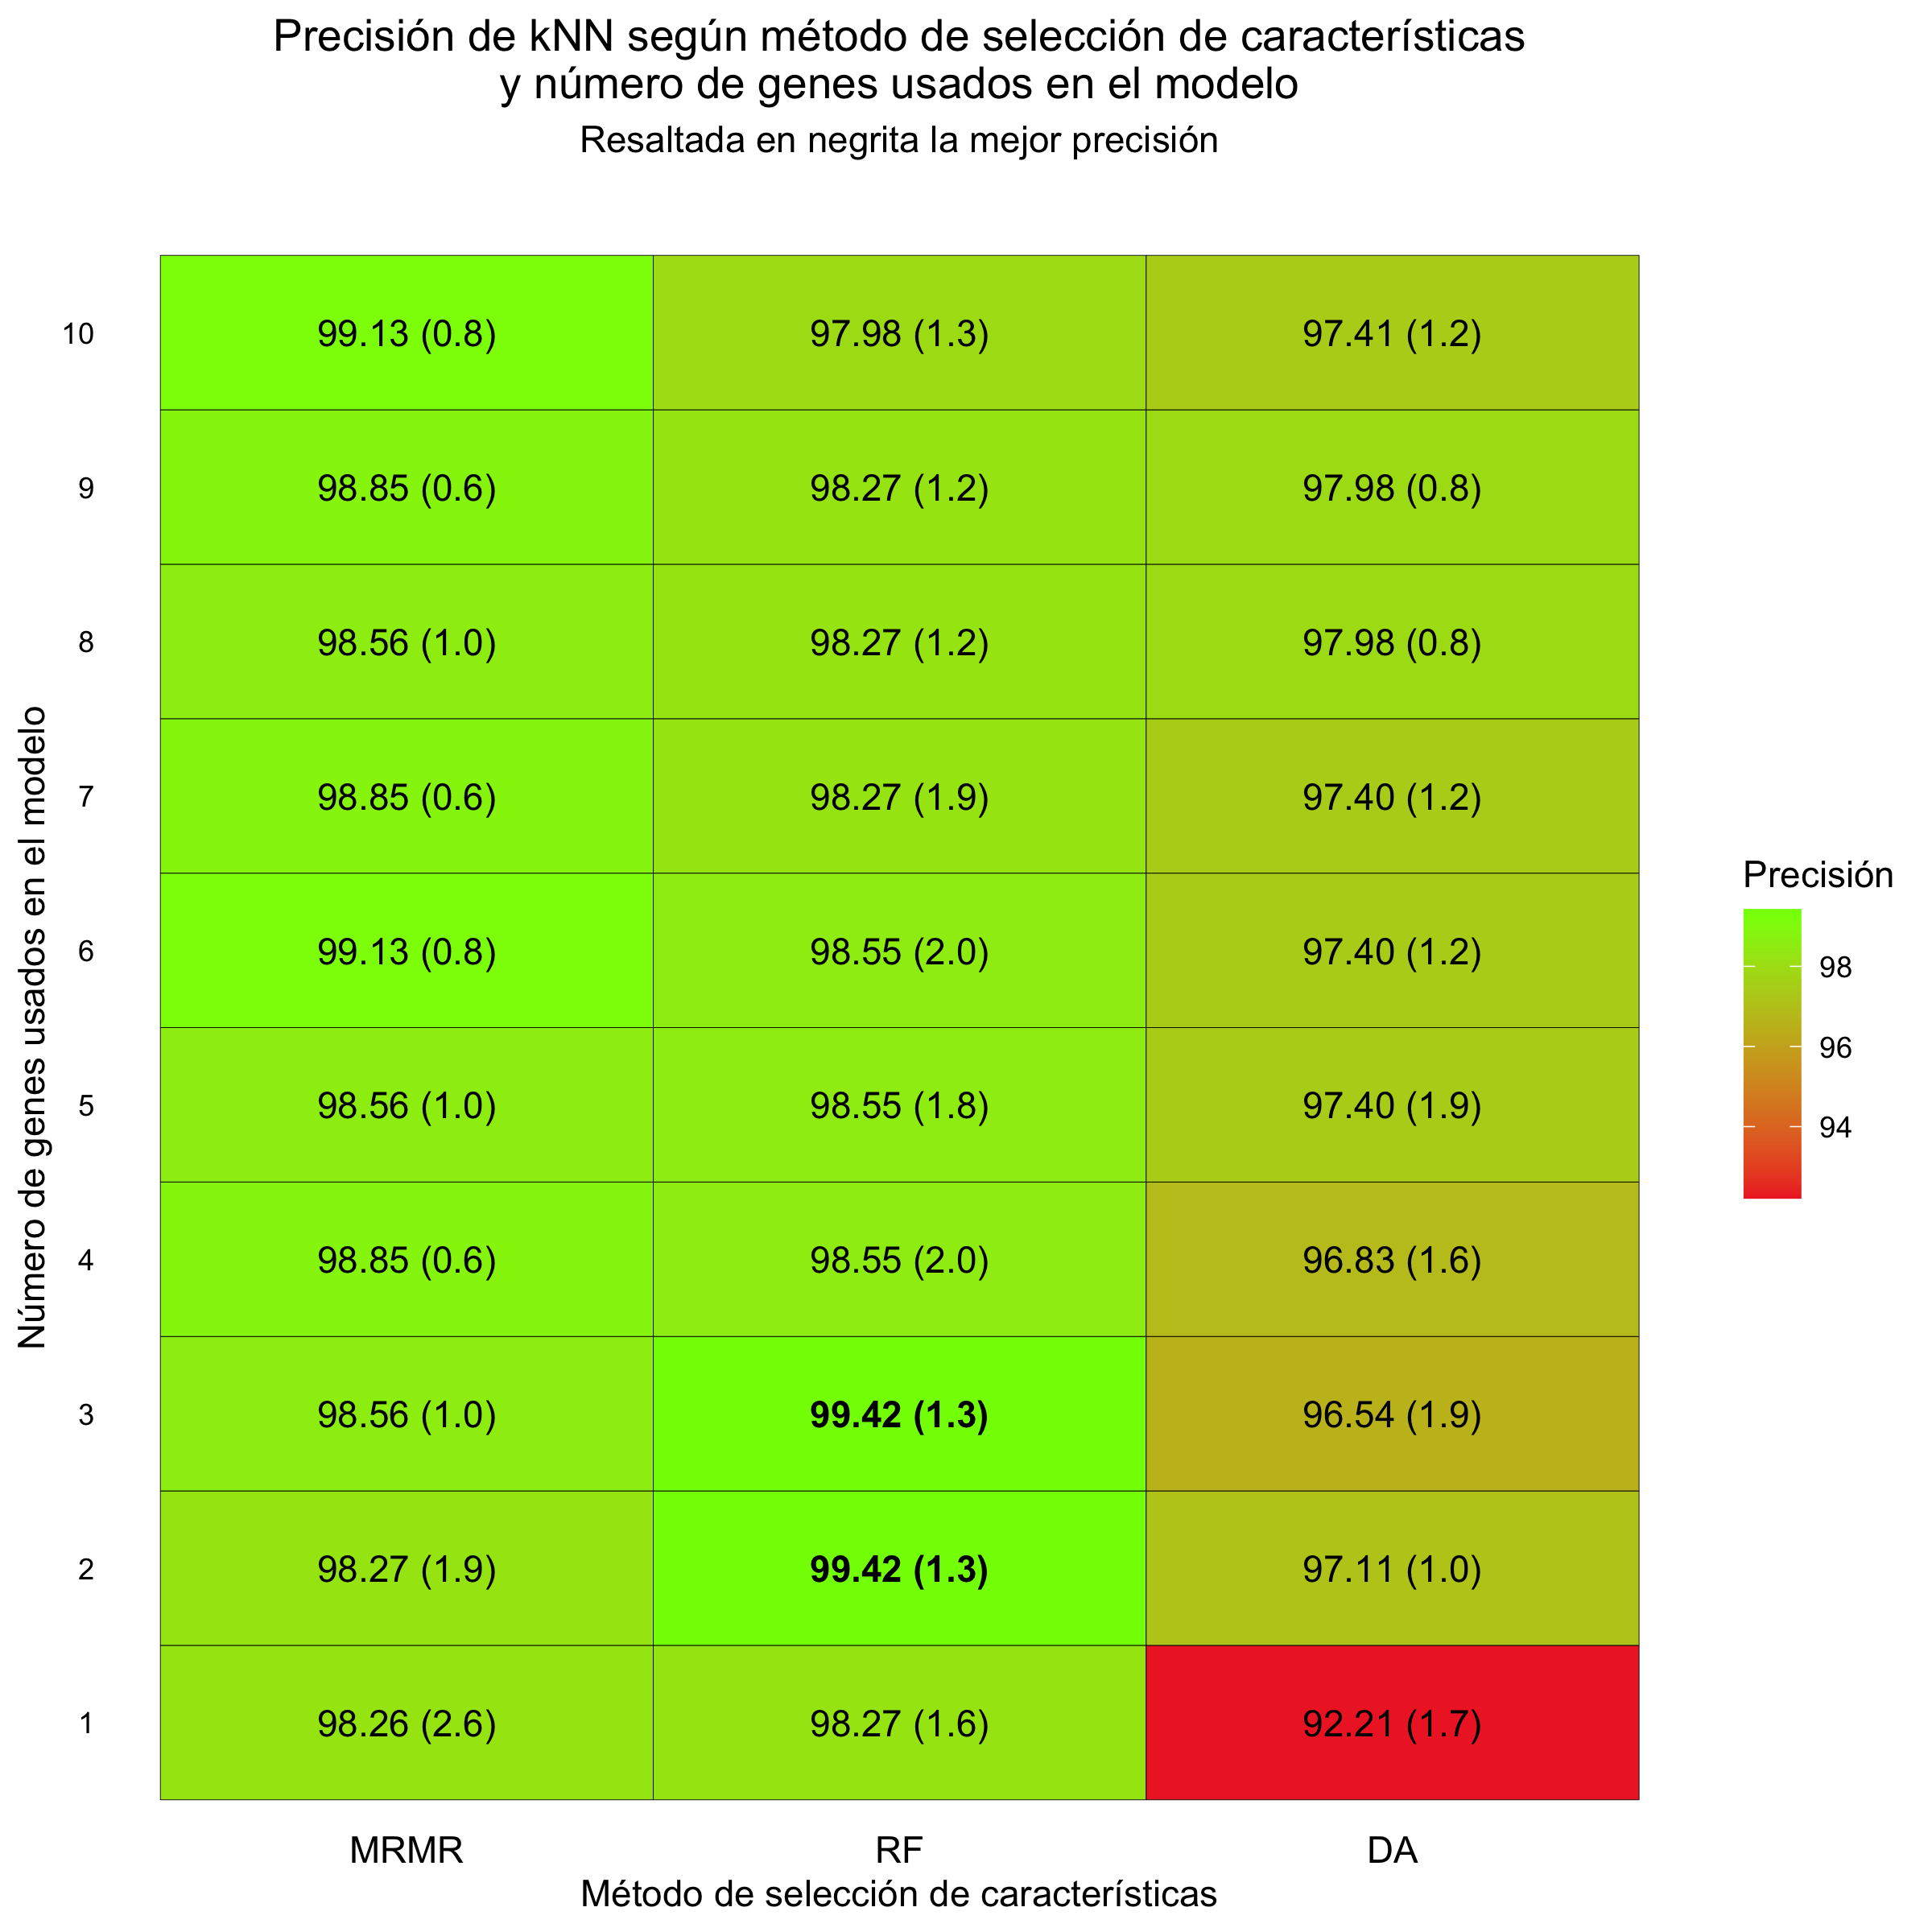 Precisión de kNN según método de selección de características
y número de genes usados en el modelo
Resaltada en negrita la mejor precisión
Número de genes usados en el modelo
10 99.13 (0.8) 97.98 (1.3) 97.41 (1.2)
9 98.85 (0.6) 98.27 (1.2) 97.98 (0.8)
8 98.56 (1.0) 98.27 (1.2) 97.98 (0.8)
7 98.85 (0.6) 98.27 (1.9) 97.40 (1.2)
6 99.13 (0.8) 98.55 (2.0) 97.40 (1.2)
5 98.56 (1.0) 98.55 (1.8) 97.40 (1.9)
4 98.85 (0.6) 98.55 (2.0) 96.83 (1.6)
3 98.56 (1.0) 99.42 (1.3) 96.54 (1.9)
2 98.27 (1.9) 99.42 (1.3) 97.11 (1.0)
1 98.26 (2.6) 98.27 (1.6) 92.21 (1.7)
MRMR RF DA
Método de selección de características
Precisión
98
96
94